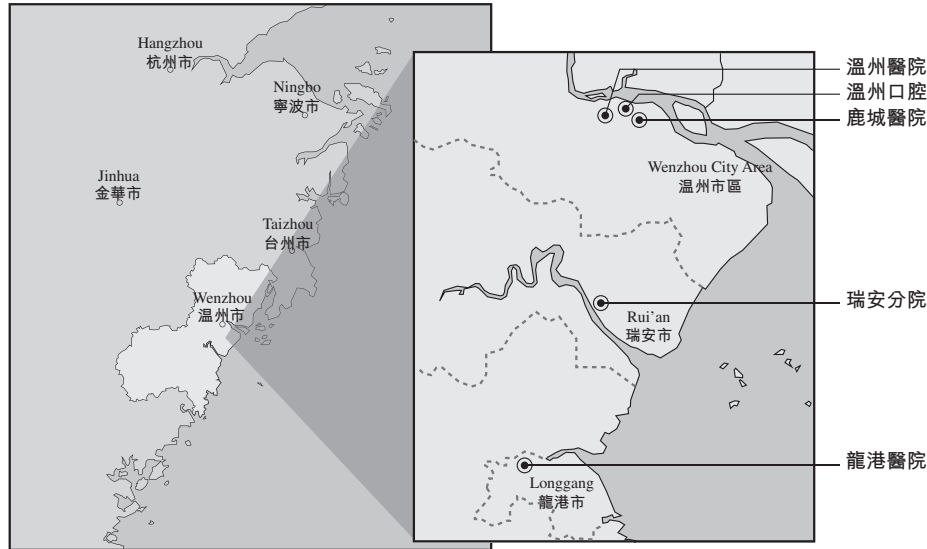 Hangzhou
杭州市
Ningbo
寧波市
Jinhua
金華市
Taizhou
台州市
Wenzhou
温州市
溫州醫院
溫州口腔
鹿城醫院
Wenzhou City Area
温州市區
瑞安分院
Rui’an
瑞安市
龍港醫院
Longgang
龍港市